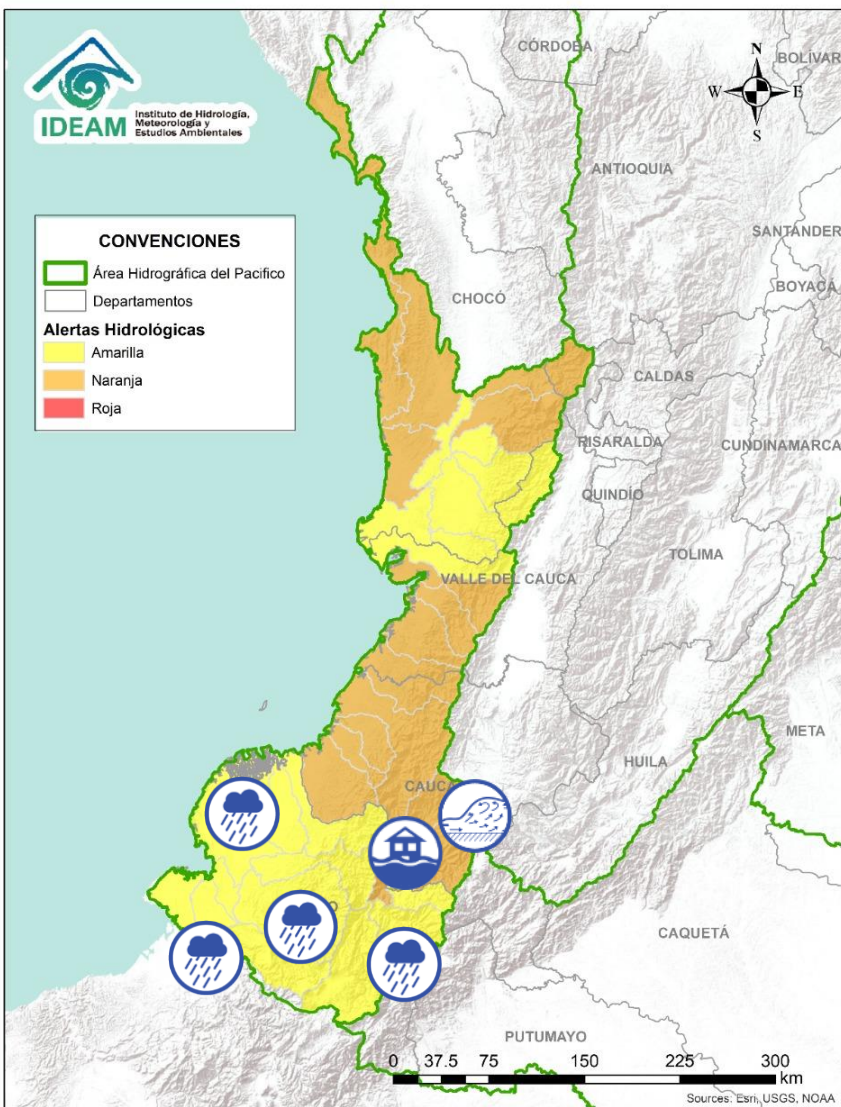 IDEAM
Instituto de Hidrología,
Meteorología y
Estudios Ambientales
N
W
E
S
CÓRDOBA
BOLÍVAR
ANTIOQUIA
SANTANDER
BOYACÁ
CHOCÓ
CALDAS
RISARALDA
CUNDINAMARCA
QUINDÍO
TOLIMA
VALLE DEL CAUCA
META
HUILA
CAUCA
CAQUETÁ
PUTUMAYO
CONVENCIONES
Área Hidrográfica del Pacifico
Departamentos
Alertas Hidrológicas
Amarilla
Naranja
Roja
0 37.5 75 150 225 300
km
Sources: Esri, USGS, NOAA